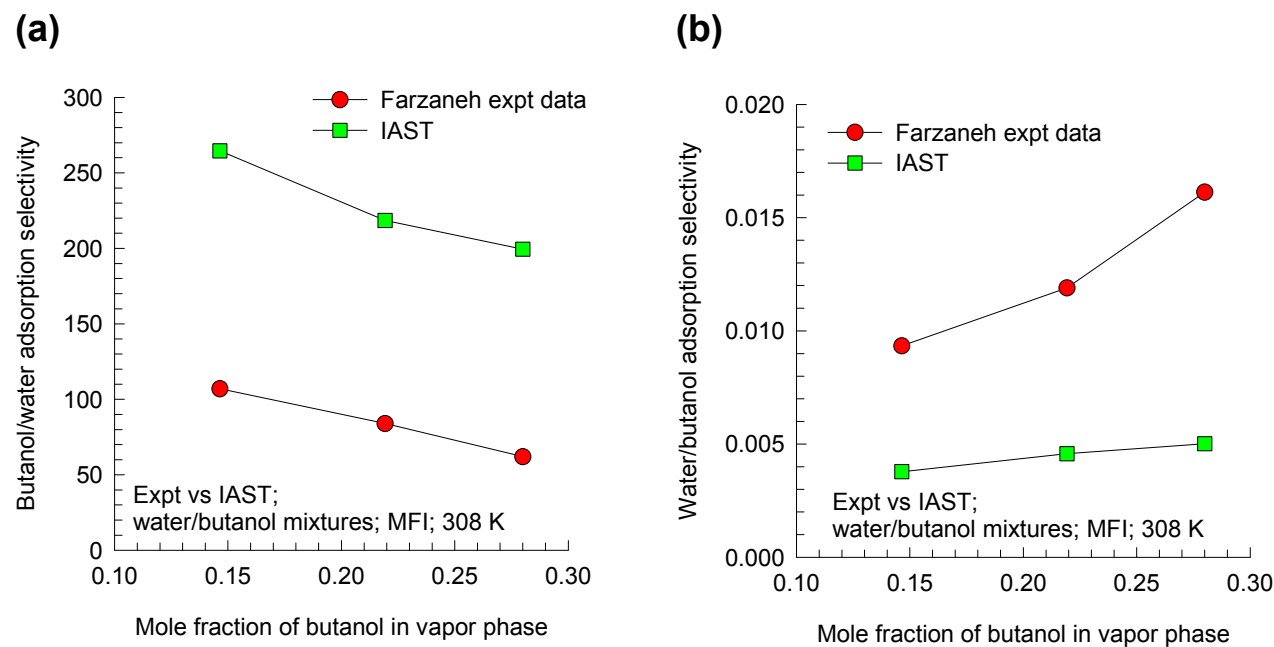 (a)
Butanol/water adsorption selectivity
300
250
200
150
100
50
0
Farzaneh expt data
IAST
Expt vs IAST;
water/butanol mixtures; MFI; 308 K
0.10
0.15
0.20
0.25
0.30
Mole fraction of butanol in vapor phase
(b)
Water/butanol adsorption selectivity
0.020
0.015
0.010
0.005
0.000
Farzaneh expt data
IAST
Expt vs IAST;
water/butanol mixtures; MFI; 308 K
0.10
0.15
0.20
0.25
0.30
Mole fraction of butanol in vapor phase